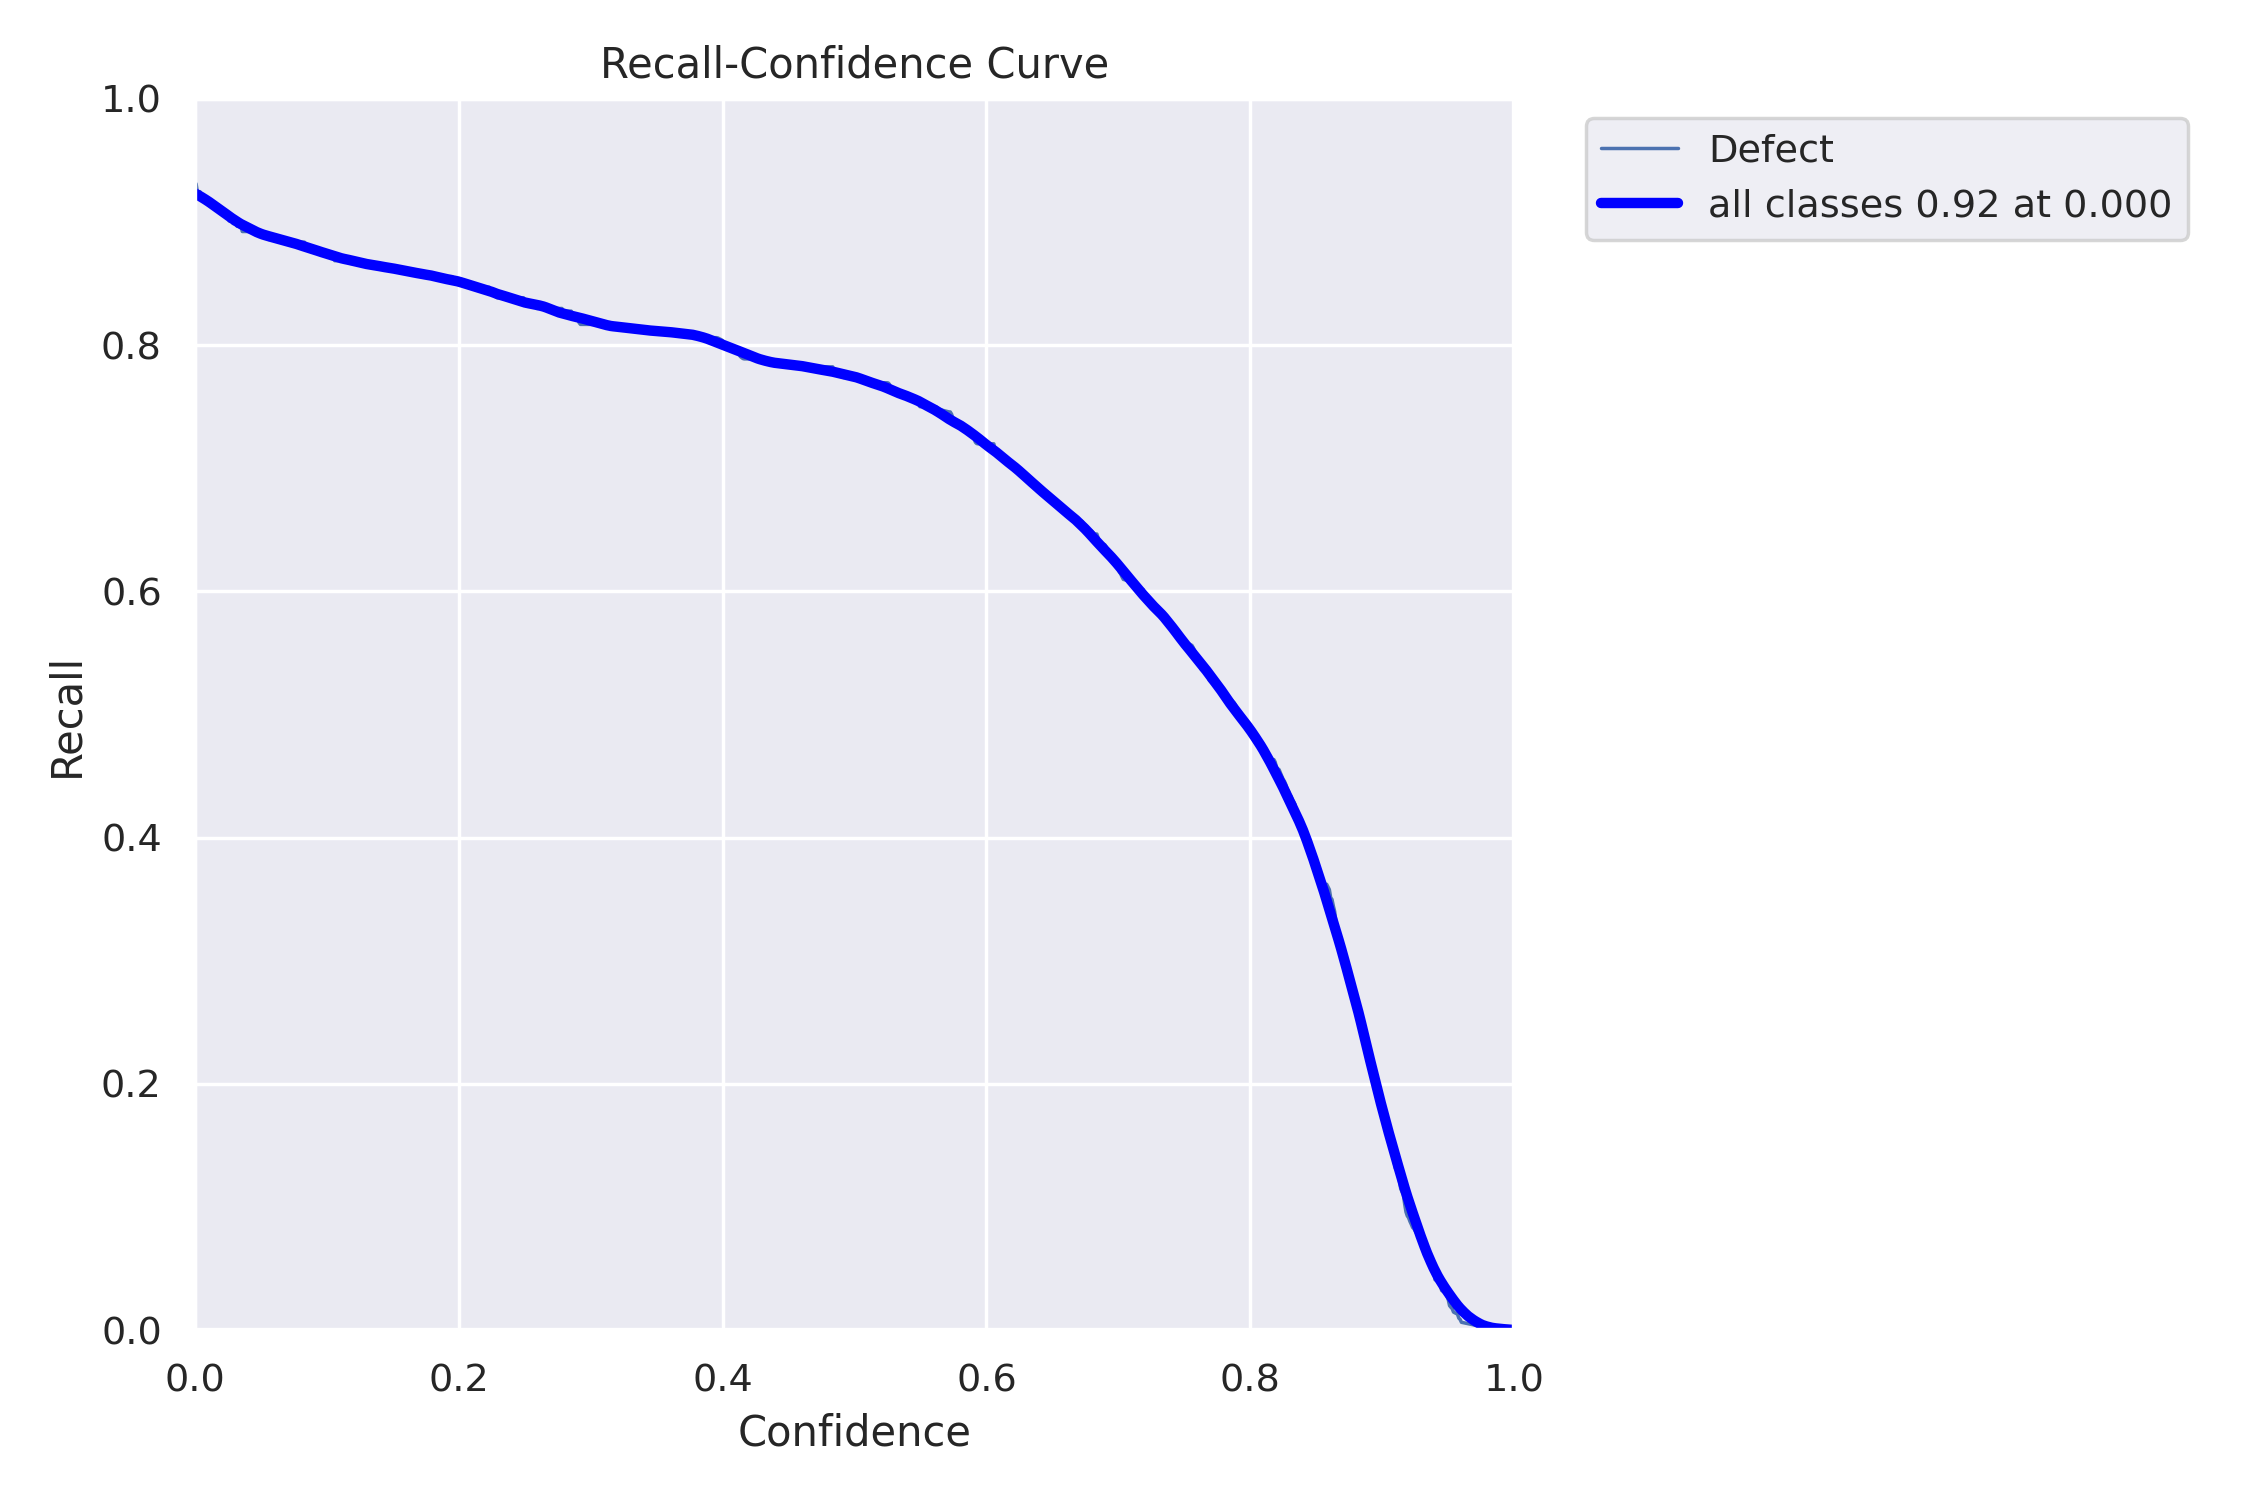 Recall-Confidence Curve
1.0
0.8
0.6
0.4
0.2
0.0
Recall
0.0 0.2 0.4 0.6 0.8 1.0
Confidence
Defect
all classes 0.92 at 0.000